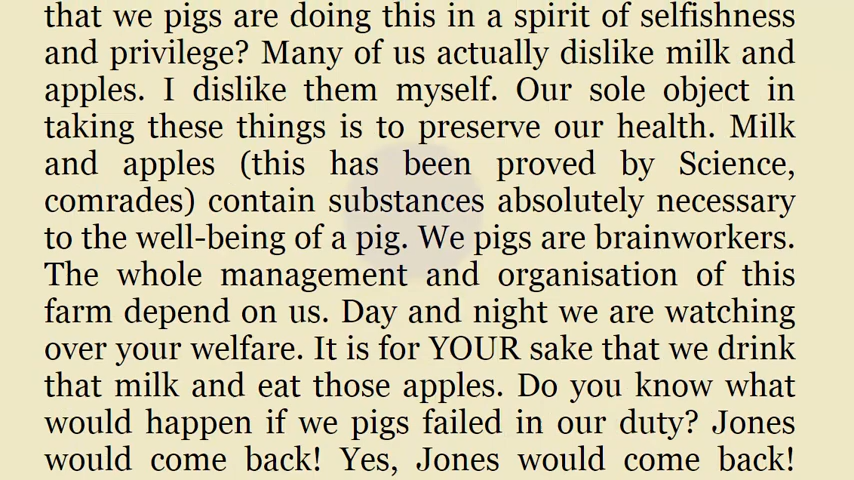 that we pigs are doing this in a spirit of selfishness
and privilege? Many of us actually dislike milk and
apples. I dislike them myself. Our sole object in
taking these things is to preserve our health. Milk
and apples (this has been proved by Science,
comrades) contain substances absolutely necessary
to the well-being of a pig. We pigs are brainworkers.
The whole management and organisation of this
farm depend on us. Day and night we are watching
over your welfare. It is for YOUR sake that we drink
that milk and eat those apples. Do you know what
would happen if we pigs failed in our duty? Jones
would come back! Yes, Jones would come back!